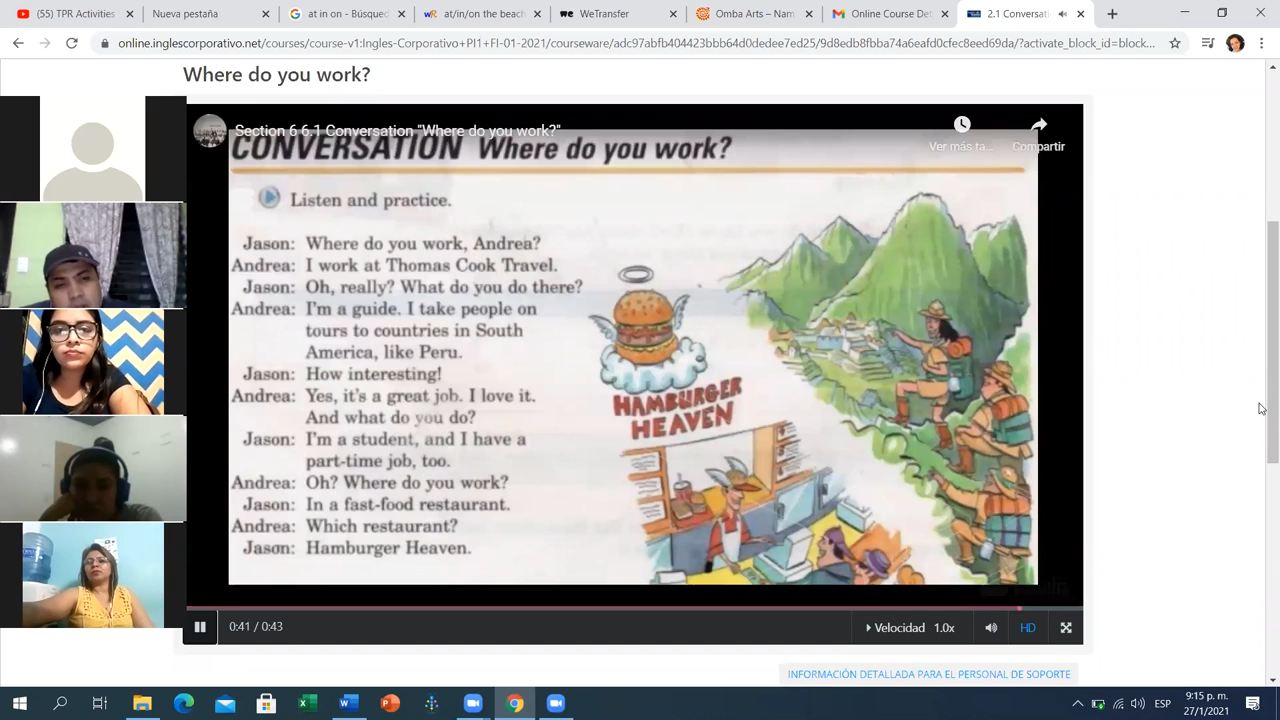 (55) TPR Activities
Nueva pestaña
at in on - Búsqued
at/in/on the beach
WeTransfer
Omba Arts – Nam
Online Course Det
2.1 Conversati
online.inglescorporativo.net/courses/course-v1:Ingles-Corporativo+PI1+FI-01-2021/courseware/adc97abfb404423bbb64d0dedee7ed25/9d8edb8fbba74a6eafd0cfec8eed69da/?activate_block_id=block...
Where do you work?
Section 6 6.1 Conversation "Where do you work?"
Ver más ta...
Compartir
CONVERSATION Where do you work?
Listen and practice.
Jason: Where do you work, Andrea?
Andrea: I work at Thomas Cook Travel.
Jason: Oh, really? What do you do there?
Andrea: I'm a guide. I take people on
tours to countries in South
America, like Peru.
Jason: How interesting!
Andrea: Yes, it's a great job. I love it.
And what do you do?
Jason: I'm a student, and I have a
part-time job, too.
Andrea: Oh? Where do you work?
Jason: In a fast-food restaurant.
Andrea: Which restaurant?
Jason: Hamburger Heaven.
HAMBURGER
HEAVEN
0:41 / 0:43
Velocidad 1.0x
HD
INFORMACIÓN DETALLADA PARA EL PERSONAL DE SOPORTE
ESP
9:15 p. m.
27/1/2021